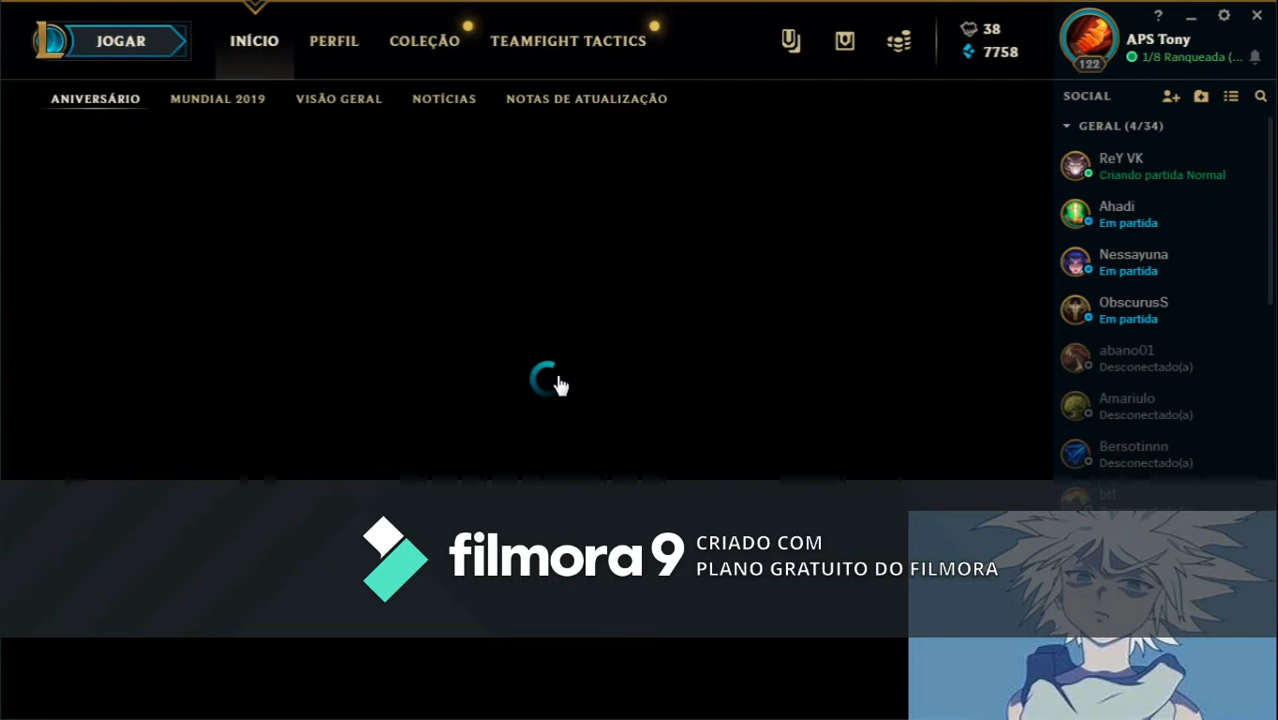 JOGAR
INÍCIO
PERFIL
COLEÇÃO
TEAMFIGHT TACTICS
38
7758
122
APS Tony
1/8 Ranqueada (...
ANIVERSÁRIO
MUNDIAL 2019
VISÃO GERAL
NOTÍCIAS
NOTAS DE ATUALIZAÇÃO
SOCIAL
GERAL (4/34)
ReY VK
Criando partida Normal
Ahadi
Em partida
Nessayuna
Em partida
ObscurusS
Em partida
abano01
Desconectado(a)
Amariulo
Desconectado(a)
Bersotinnn
Desconectado(a)
filmora 9
CRIADO COM
PLANO GRATUITO DO FILMORA